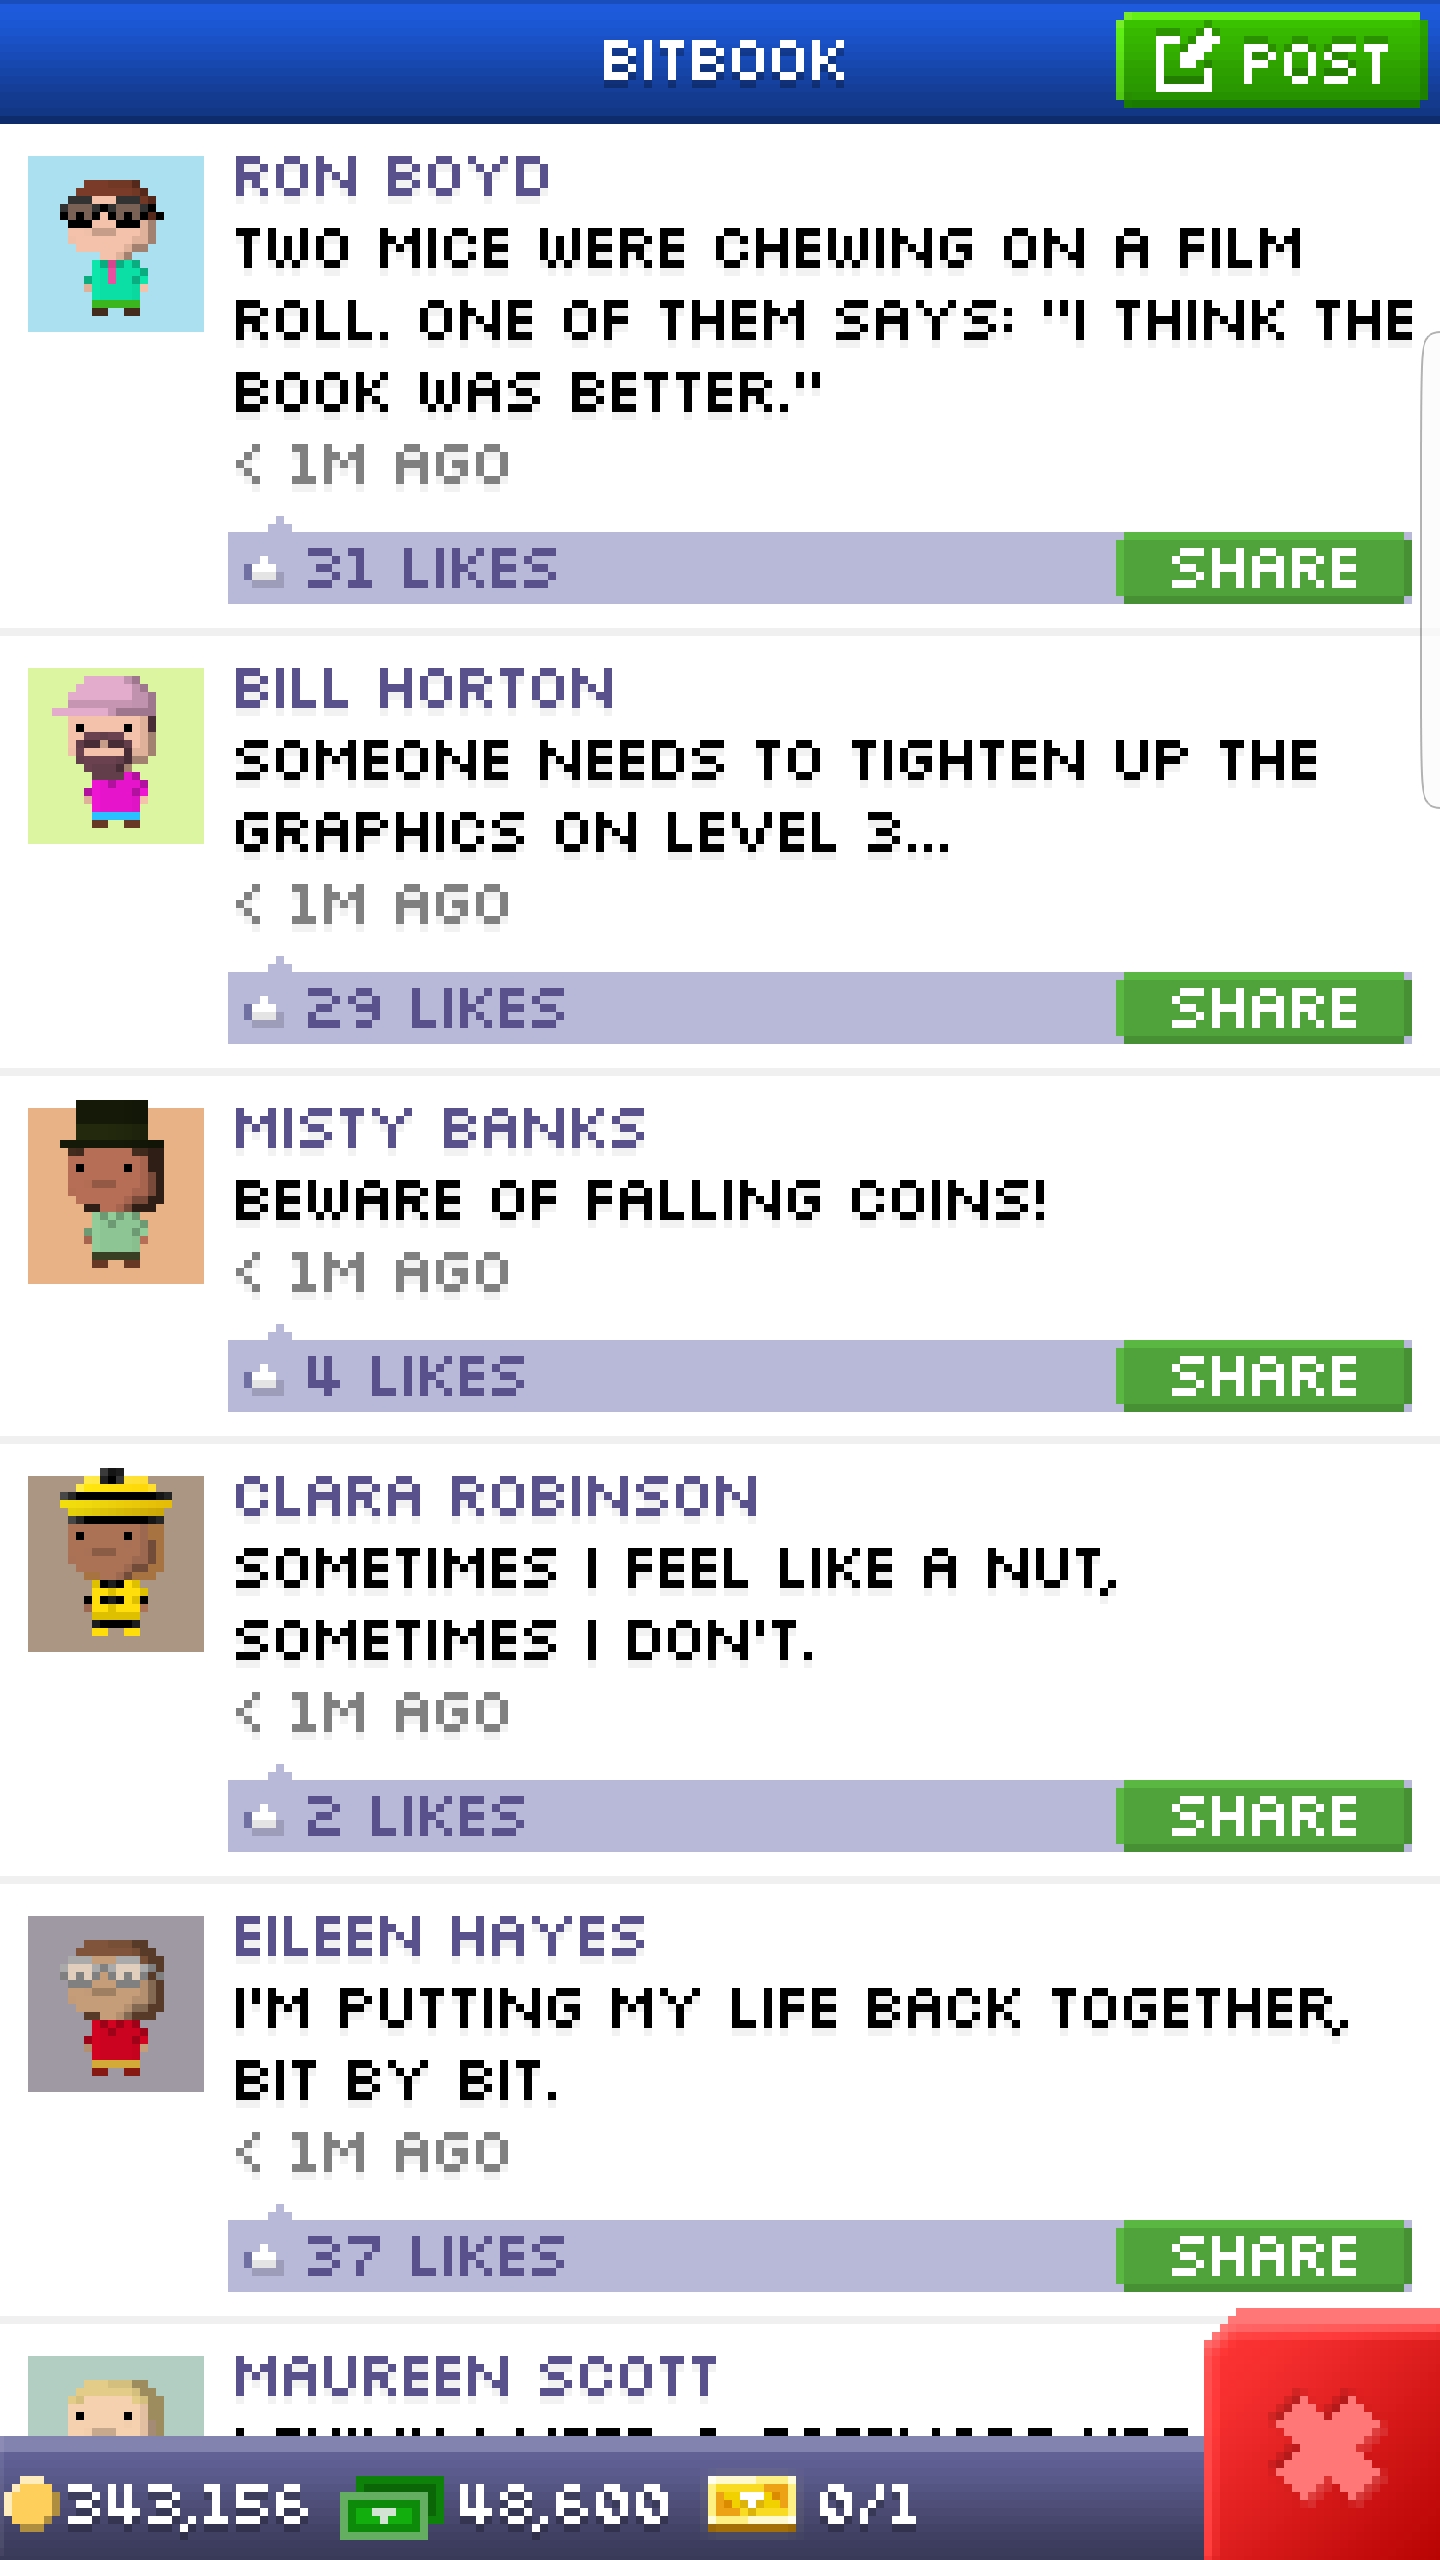 BITBOOK
POST
RON BOYD
TWO MICE WERE CHEWING ON A FILM
ROLL. ONE OF THEM SAYS: "I THINK THE
BOOK WAS BETTER."
< 1M AGO
31 LIKES
SHARE
BILL HORTON
SOMEONE NEEDS TO TIGHTEN UP THE
GRAPHICS ON LEVEL 3...
< 1M AGO
29 LIKES
SHARE
MISTY BANKS
BEWARE OF FALLING COINS!
< 1M AGO
4 LIKES
SHARE
CLARA ROBINSON
SOMETIMES I FEEL LIKE A NUT,
SOMETIMES I DON'T.
< 1M AGO
2 LIKES
SHARE
EILEEN HAYES
I'M PUTTING MY LIFE BACK TOGETHER,
BIT BY BIT.
< 1M AGO
37 LIKES
SHARE
MAUREEN SCOTT
343,156
48,600
0/1